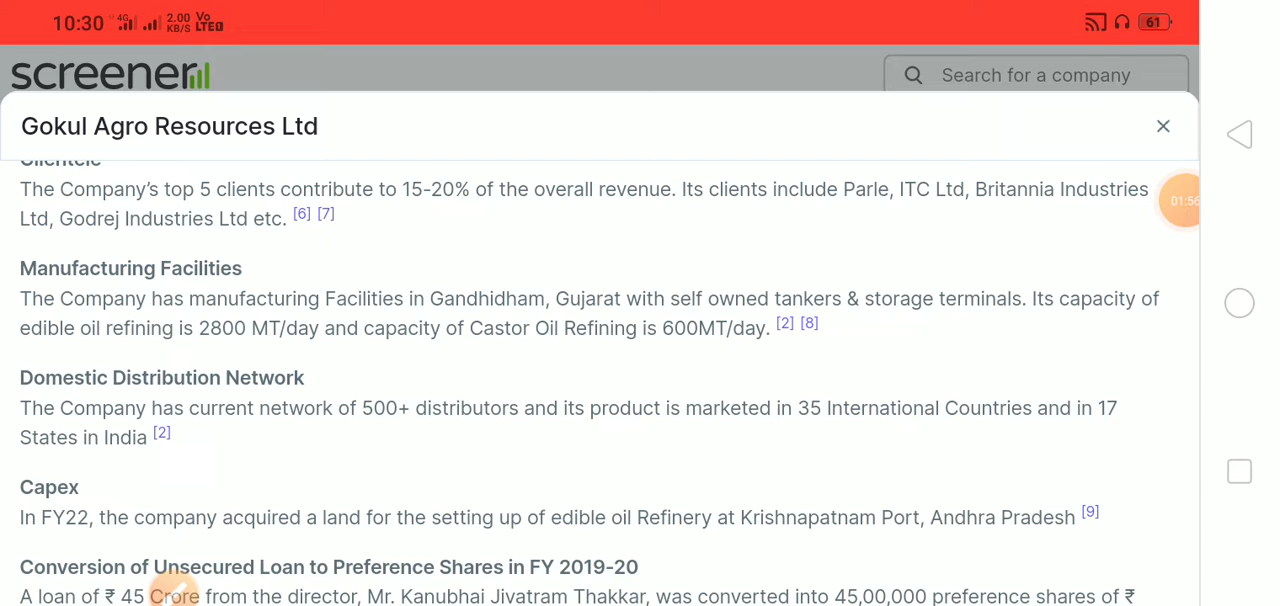 10:30 4G 2.00 KB/S Vo LTE 61
screener Search for a company
Gokul Agro Resources Ltd
Clientele
The Company's top 5 clients contribute to 15-20% of the overall revenue. Its clients include Parle, ITC Ltd, Britannia Industries
Ltd, Godrej Industries Ltd etc. [6] [7]
01:56
Manufacturing Facilities
The Company has manufacturing Facilities in Gandhidham, Gujarat with self owned tankers & storage terminals. Its capacity of
edible oil refining is 2800 MT/day and capacity of Castor Oil Refining is 600MT/day. [2] [8]
Domestic Distribution Network
The Company has current network of 500+ distributors and its product is marketed in 35 International Countries and in 17
States in India [2]
Capex
In FY22, the company acquired a land for the setting up of edible oil Refinery at Krishnapatnam Port, Andhra Pradesh [9]
Conversion of Unsecured Loan to Preference Shares in FY 2019-20
A loan of ₹ 45 Crore from the director, Mr. Kanubhai Jivatram Thakkar, was converted into 45,00,000 preference shares of ₹